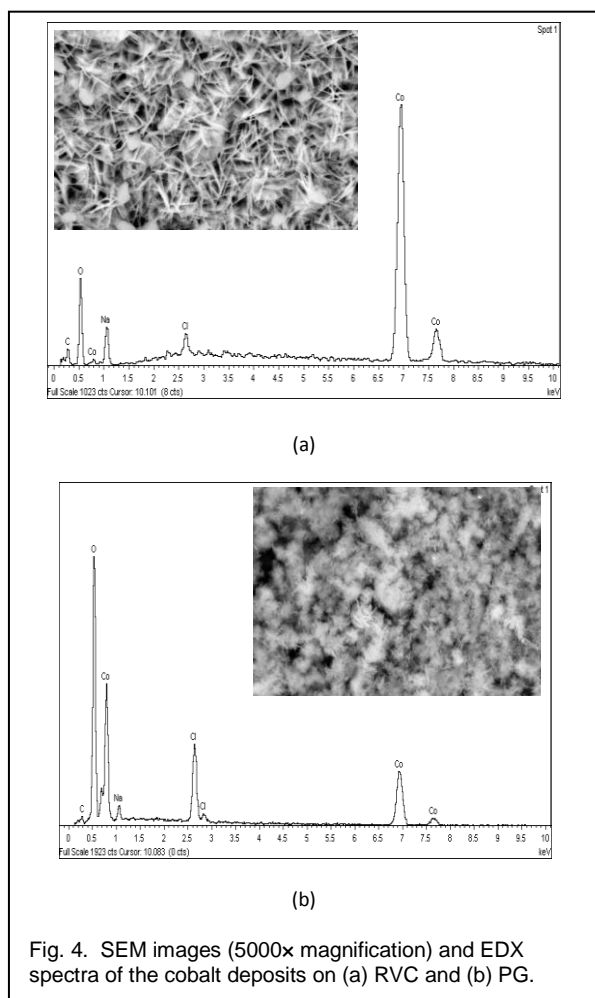 Spot 1
Co
O
Na
Cl
Co
C
Co
0 0.5 1 1.5 2 2.5 3 3.5 4 4.5 5 5.5 6 6.5 7 7.5 8 8.5 9 9.5 10
Full Scale 1023 cts Cursor: 10.101 (8 cts)
keV
(a)
t 1
O
Co
Cl
Co
Na
Cl
C
Co
0 0.5 1 1.5 2 2.5 3 3.5 4 4.5 5 5.5 6 6.5 7 7.5 8 8.5 9 9.5 10
Full Scale 1923 cts Cursor: 10.083 (0 cts)
keV
(b)
Fig. 4. SEM images (5000× magnification) and EDX
spectra of the cobalt deposits on (a) RVC and (b) PG.